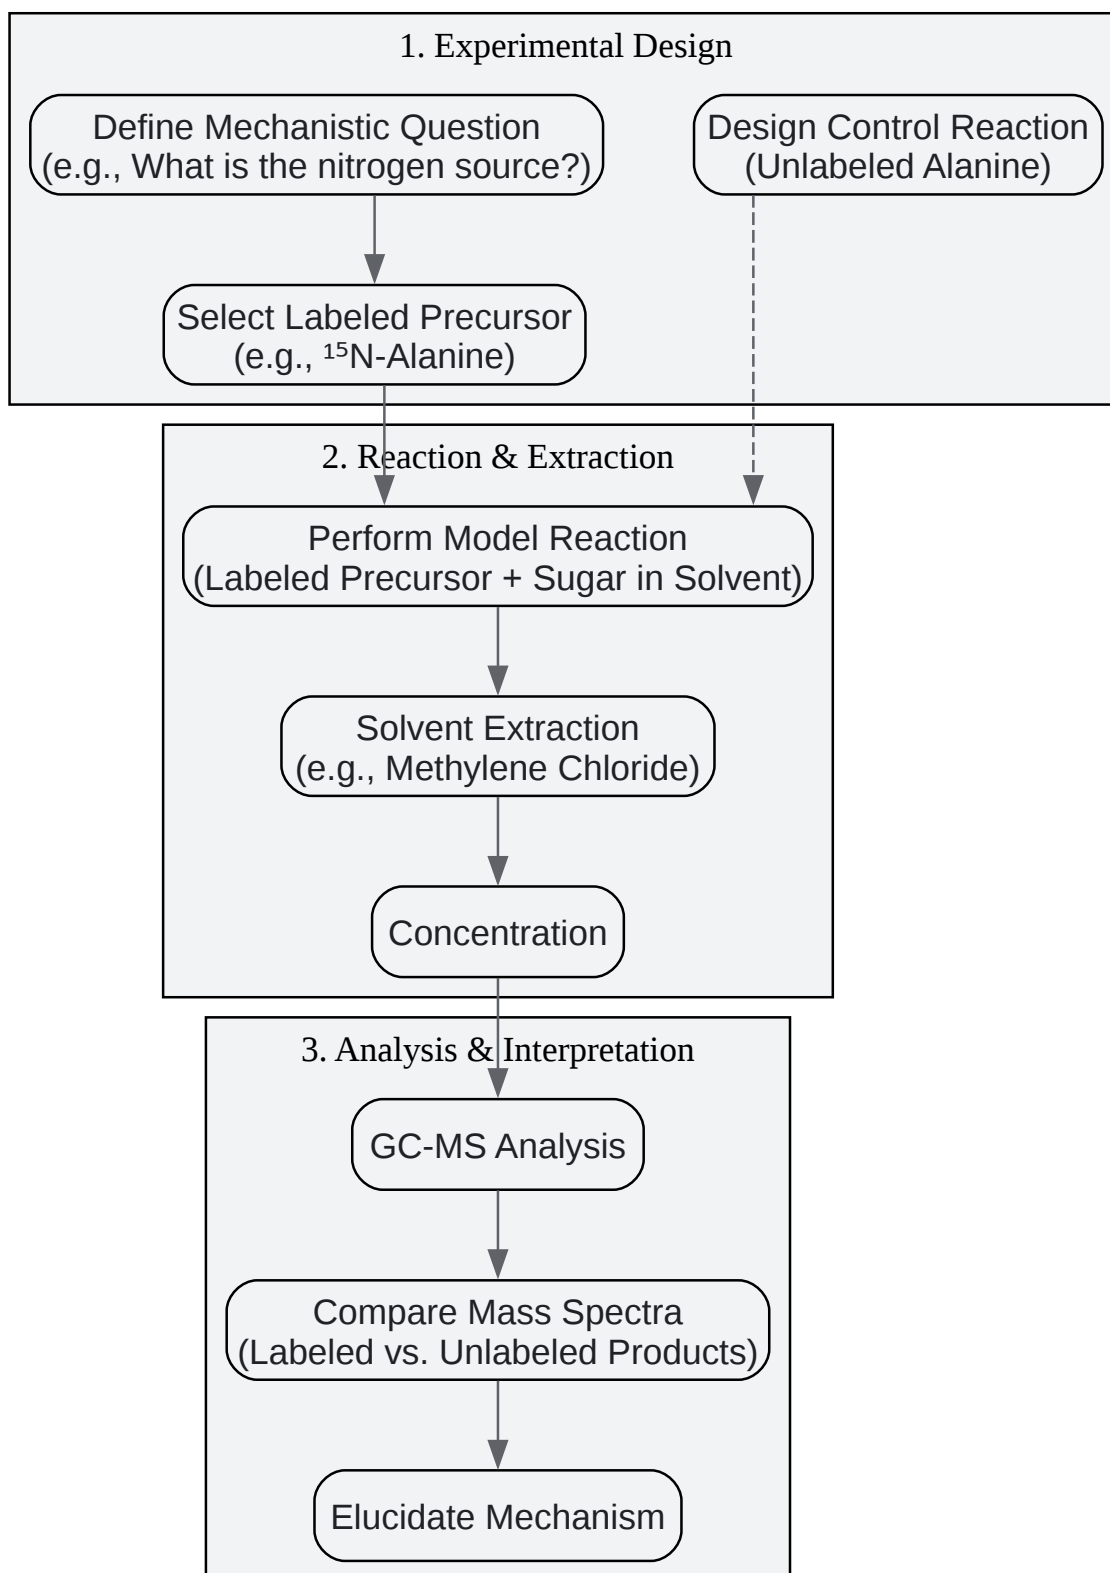 1. Experimental Design
Define Mechanistic Question
(e.g., What is the nitrogen source?)
Design Control Reaction
(Unlabeled Alanine)
Select Labeled Precursor
(e.g., ¹⁵N-Alanine)
2. Reaction & Extraction
Perform Model Reaction
(Labeled Precursor + Sugar in Solvent)
Solvent Extraction
(e.g., Methylene Chloride)
Concentration
3. Analysis & Interpretation
GC-MS Analysis
Compare Mass Spectra
(Labeled vs. Unlabeled Products)
Elucidate Mechanism